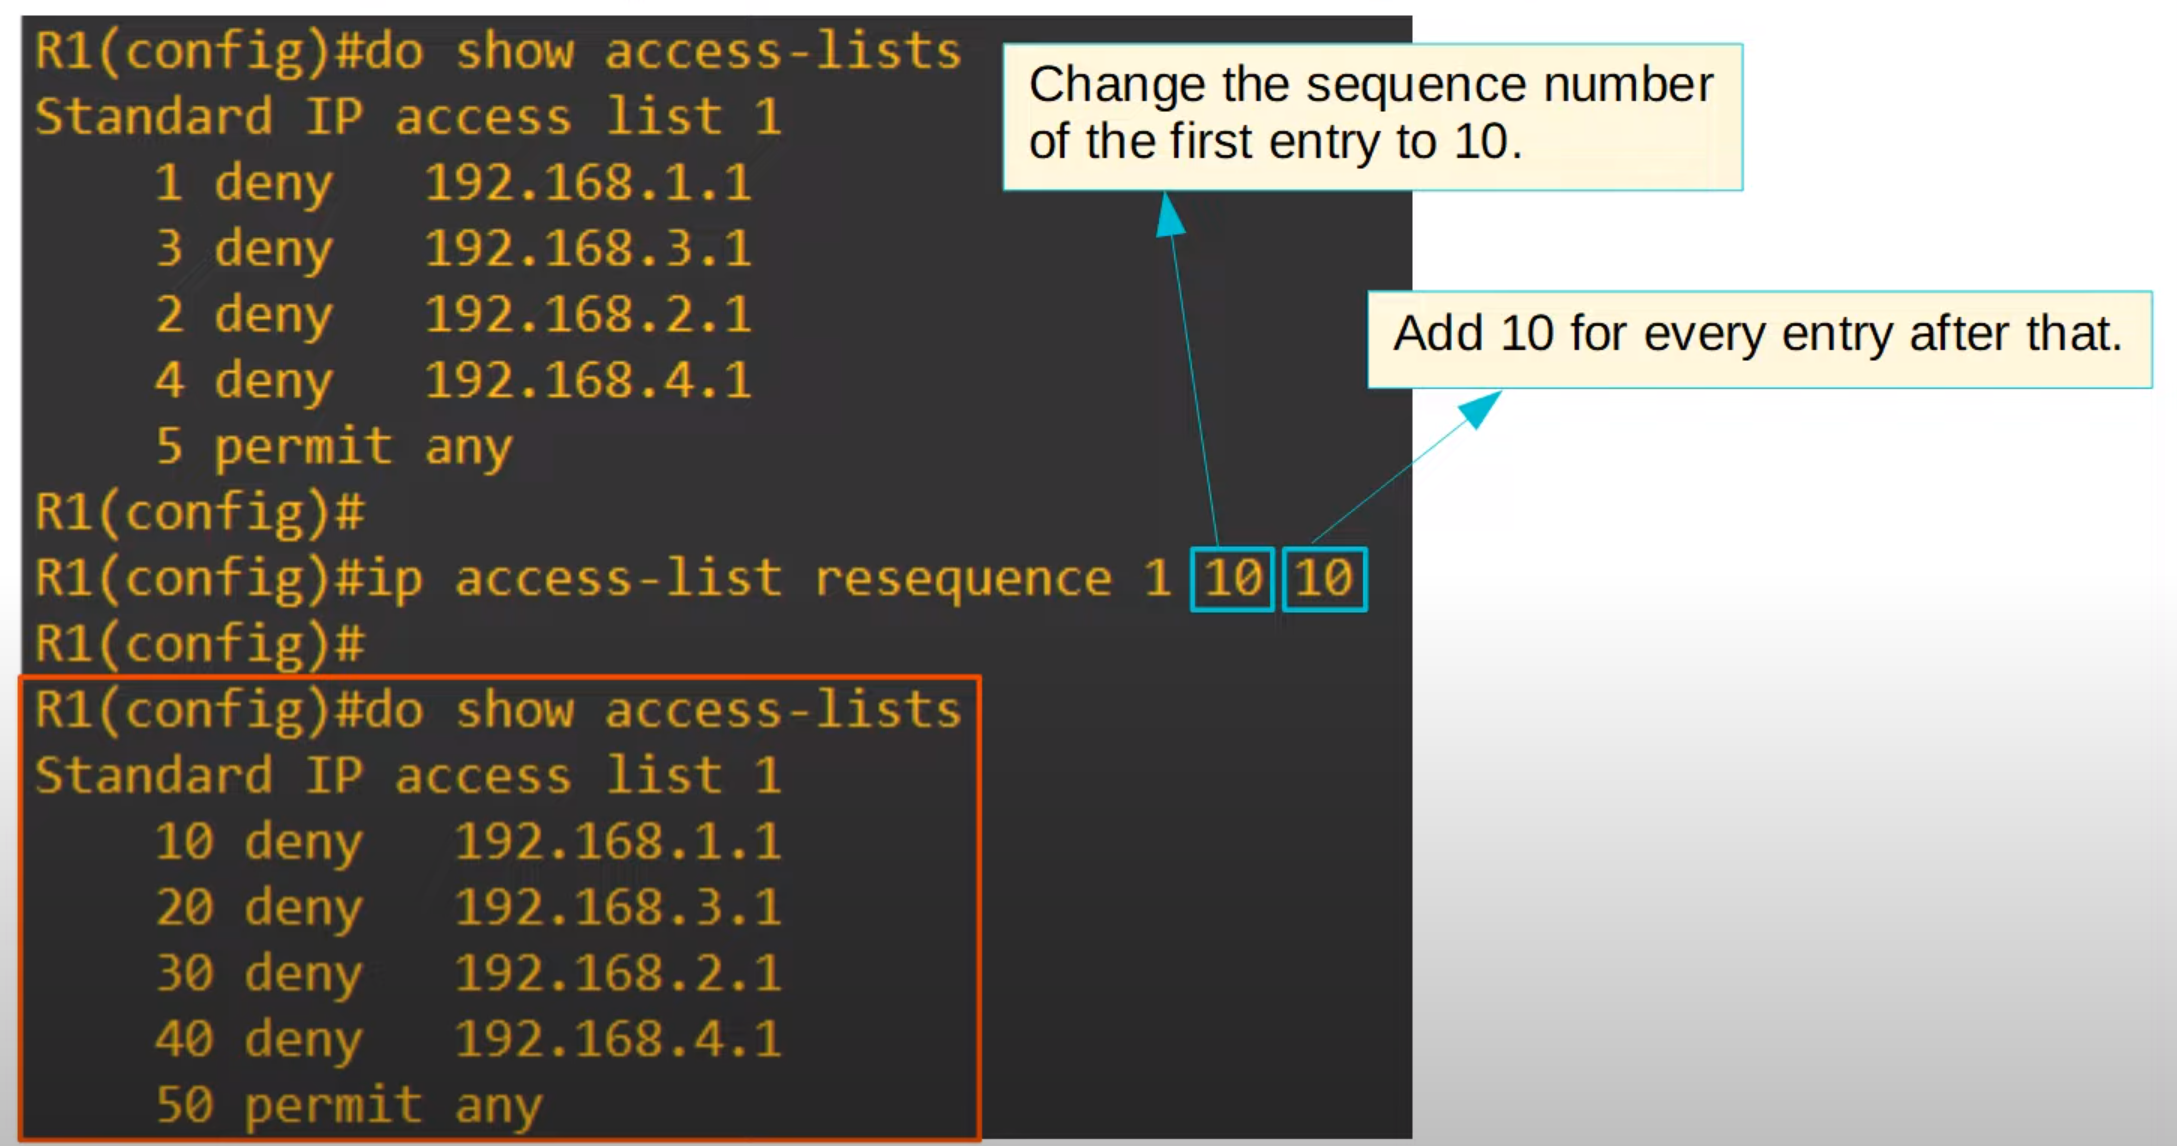 R1(config)#do show access-lists
Standard IP access list 1
1 deny 192.168.1.1
3 deny 192.168.3.1
2 deny 192.168.2.1
4 deny 192.168.4.1
5 permit any
R1(config)#
R1(config)#ip access-list resequence 1 10 10
R1(config)#
R1(config)#do show access-lists
Standard IP access list 1
10 deny 192.168.1.1
20 deny 192.168.3.1
30 deny 192.168.2.1
40 deny 192.168.4.1
50 permit any
Change the sequence number
of the first entry to 10.
Add 10 for every entry after that.